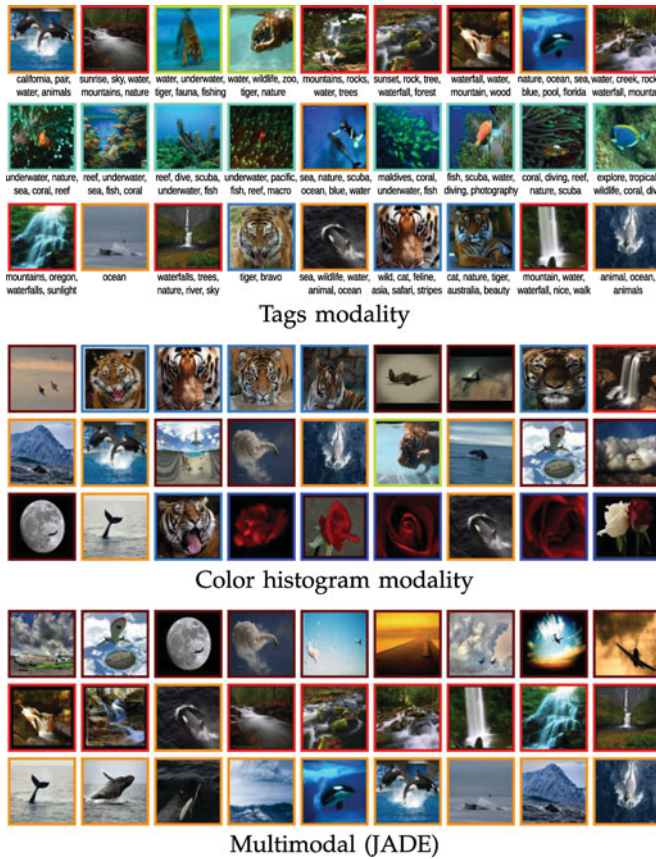 california, pair, sunrise, sky, water, water, underwater, water, wildlife, zoo, mountains, rocks, sunset, rock, tree, waterfall, water, nature, ocean, sea, water, creek, rock
water, animals mountains, nature tiger, fauna, fishing tiger, nature water, trees waterfall, forest mountain, wood blue, pool, florida waterfall, mounta
underwater, nature, reef, underwater, reef, dive, scuba, underwater, pacific, sea, nature, scuba, maldives, coral, fish, scuba, water, coral, diving, reef, explore, tropical
sea, coral, reef sea, fish, coral underwater, fish fish, reef, macro ocean, blue, water underwater, fish diving, photography nature, scuba wildlife, coral, div
mountains, oregon, ocean waterfalls, trees, tiger, bravo sea, wildlife, water, wild, cat, feline, cat, nature, tiger, mountain, water, animal, ocean,
waterfalls, sunlight nature, river, sky animal, ocean asia, safari, stripes australia, beauty waterfall, nice, walk animals
Tags modality
Color histogram modality
Multimodal (JADE)